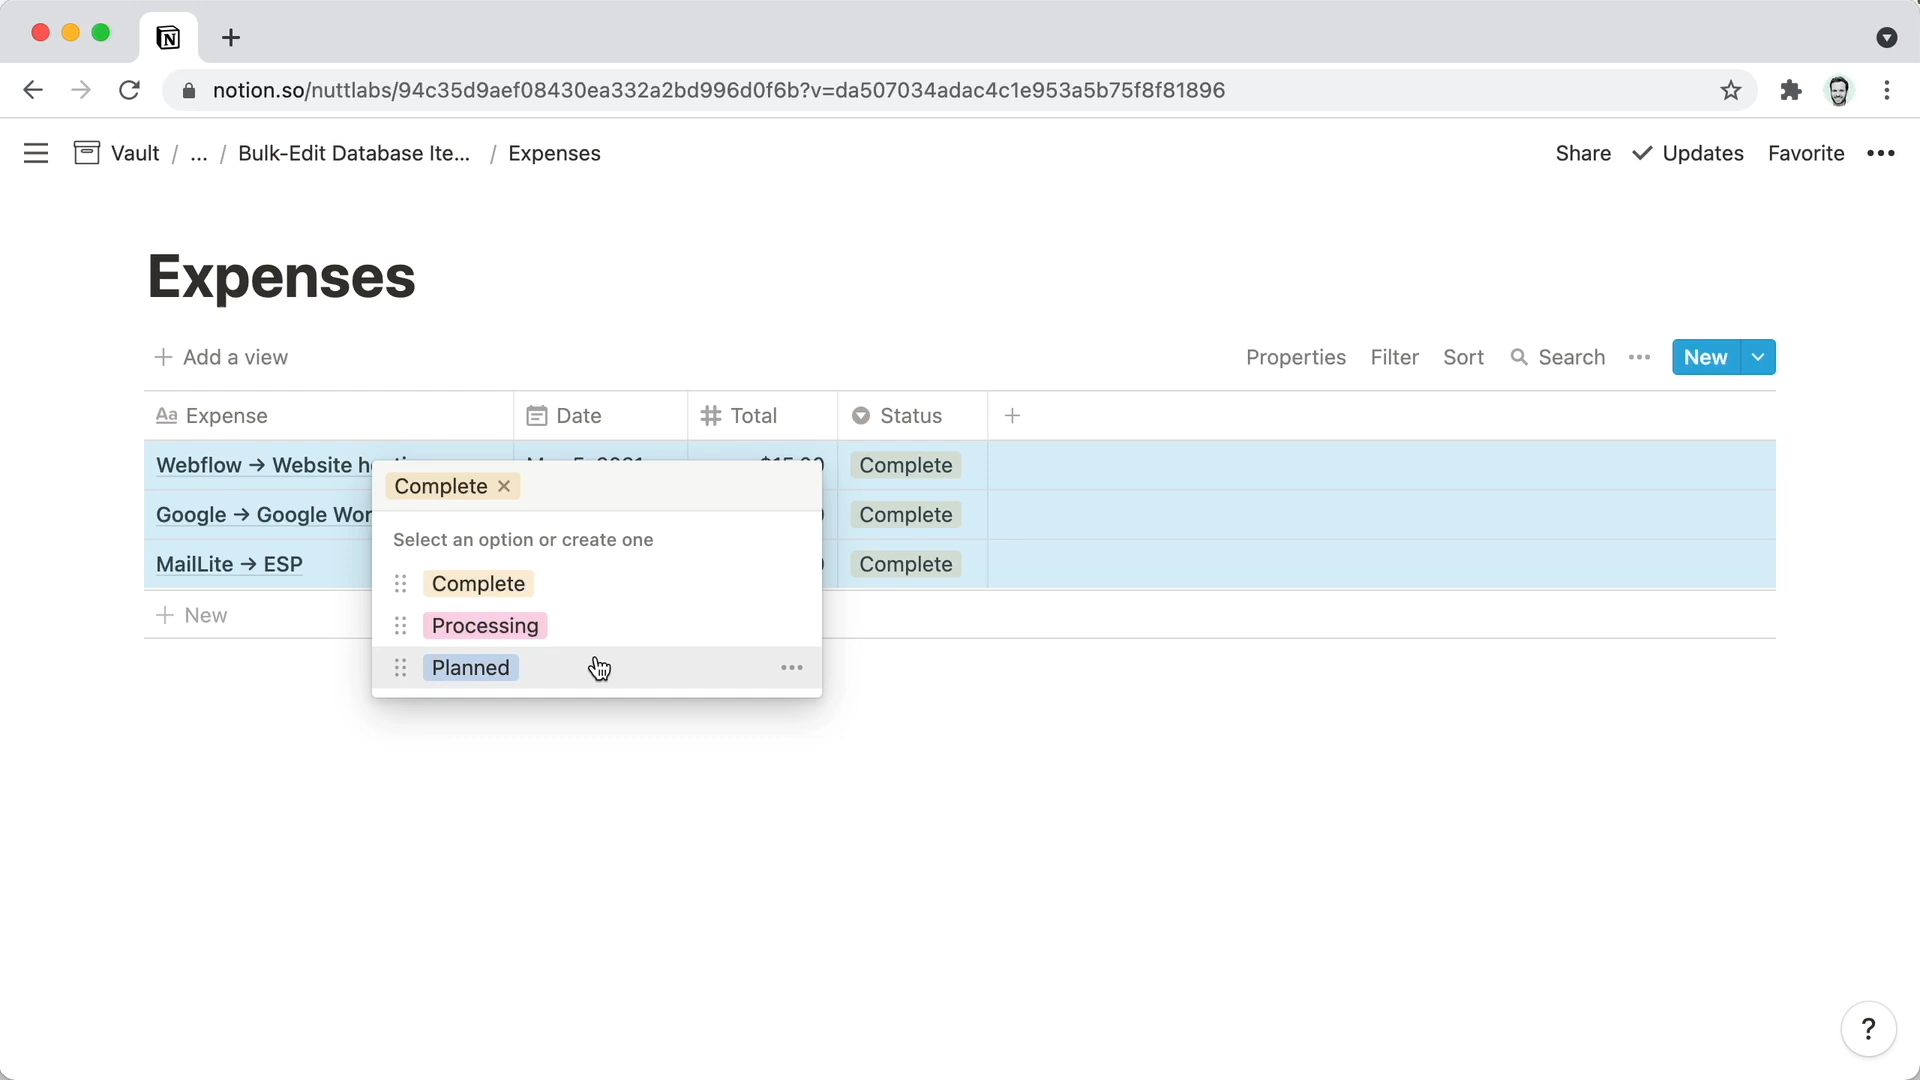 notion.so/nuttlabs/94c35d9aef08430ea332a2bd996d0f6b?v=da507034adac4c1e953a5b75f8f81896
Vault / ... / Bulk-Edit Database Ite... / Expenses
Share Updates Favorite
Expenses
Add a view
Properties Filter Sort Search New
Aa Expense Date Total Status
Webflow → Website Complete
Google → Google Complete
MailLite → ESP Complete
New
Complete
Select an option or create one
Complete
Processing
Planned
?